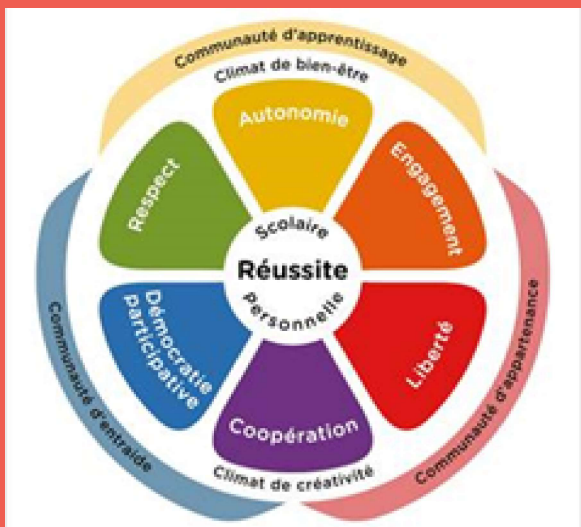 Communauté d'apprentissage
Climat de bien-être
Autonomie
Engagement
Respect
Scolaire
Réussite
Personnelle
Démocratie
participative
Liberté
Coopération
Climat de créativité
Communauté d'entraide
Communauté d'appartenance